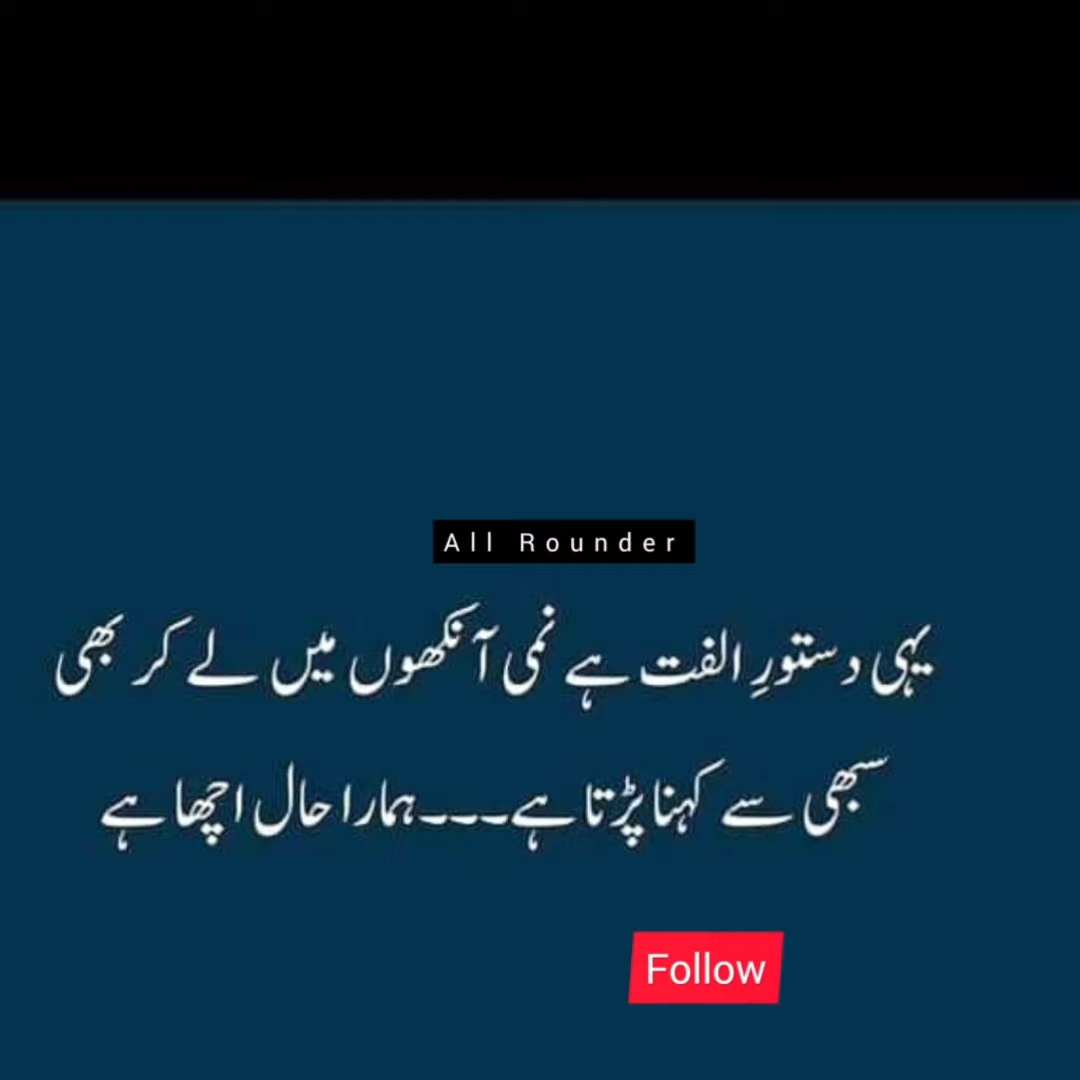 All Rounder
یہی دستورِ الفت ہے نمی آنکھوں میں لے کر بھی
سبھی سے کہنا پڑتا ہے۔۔۔ہمارا حال اچھا ہے
Follow